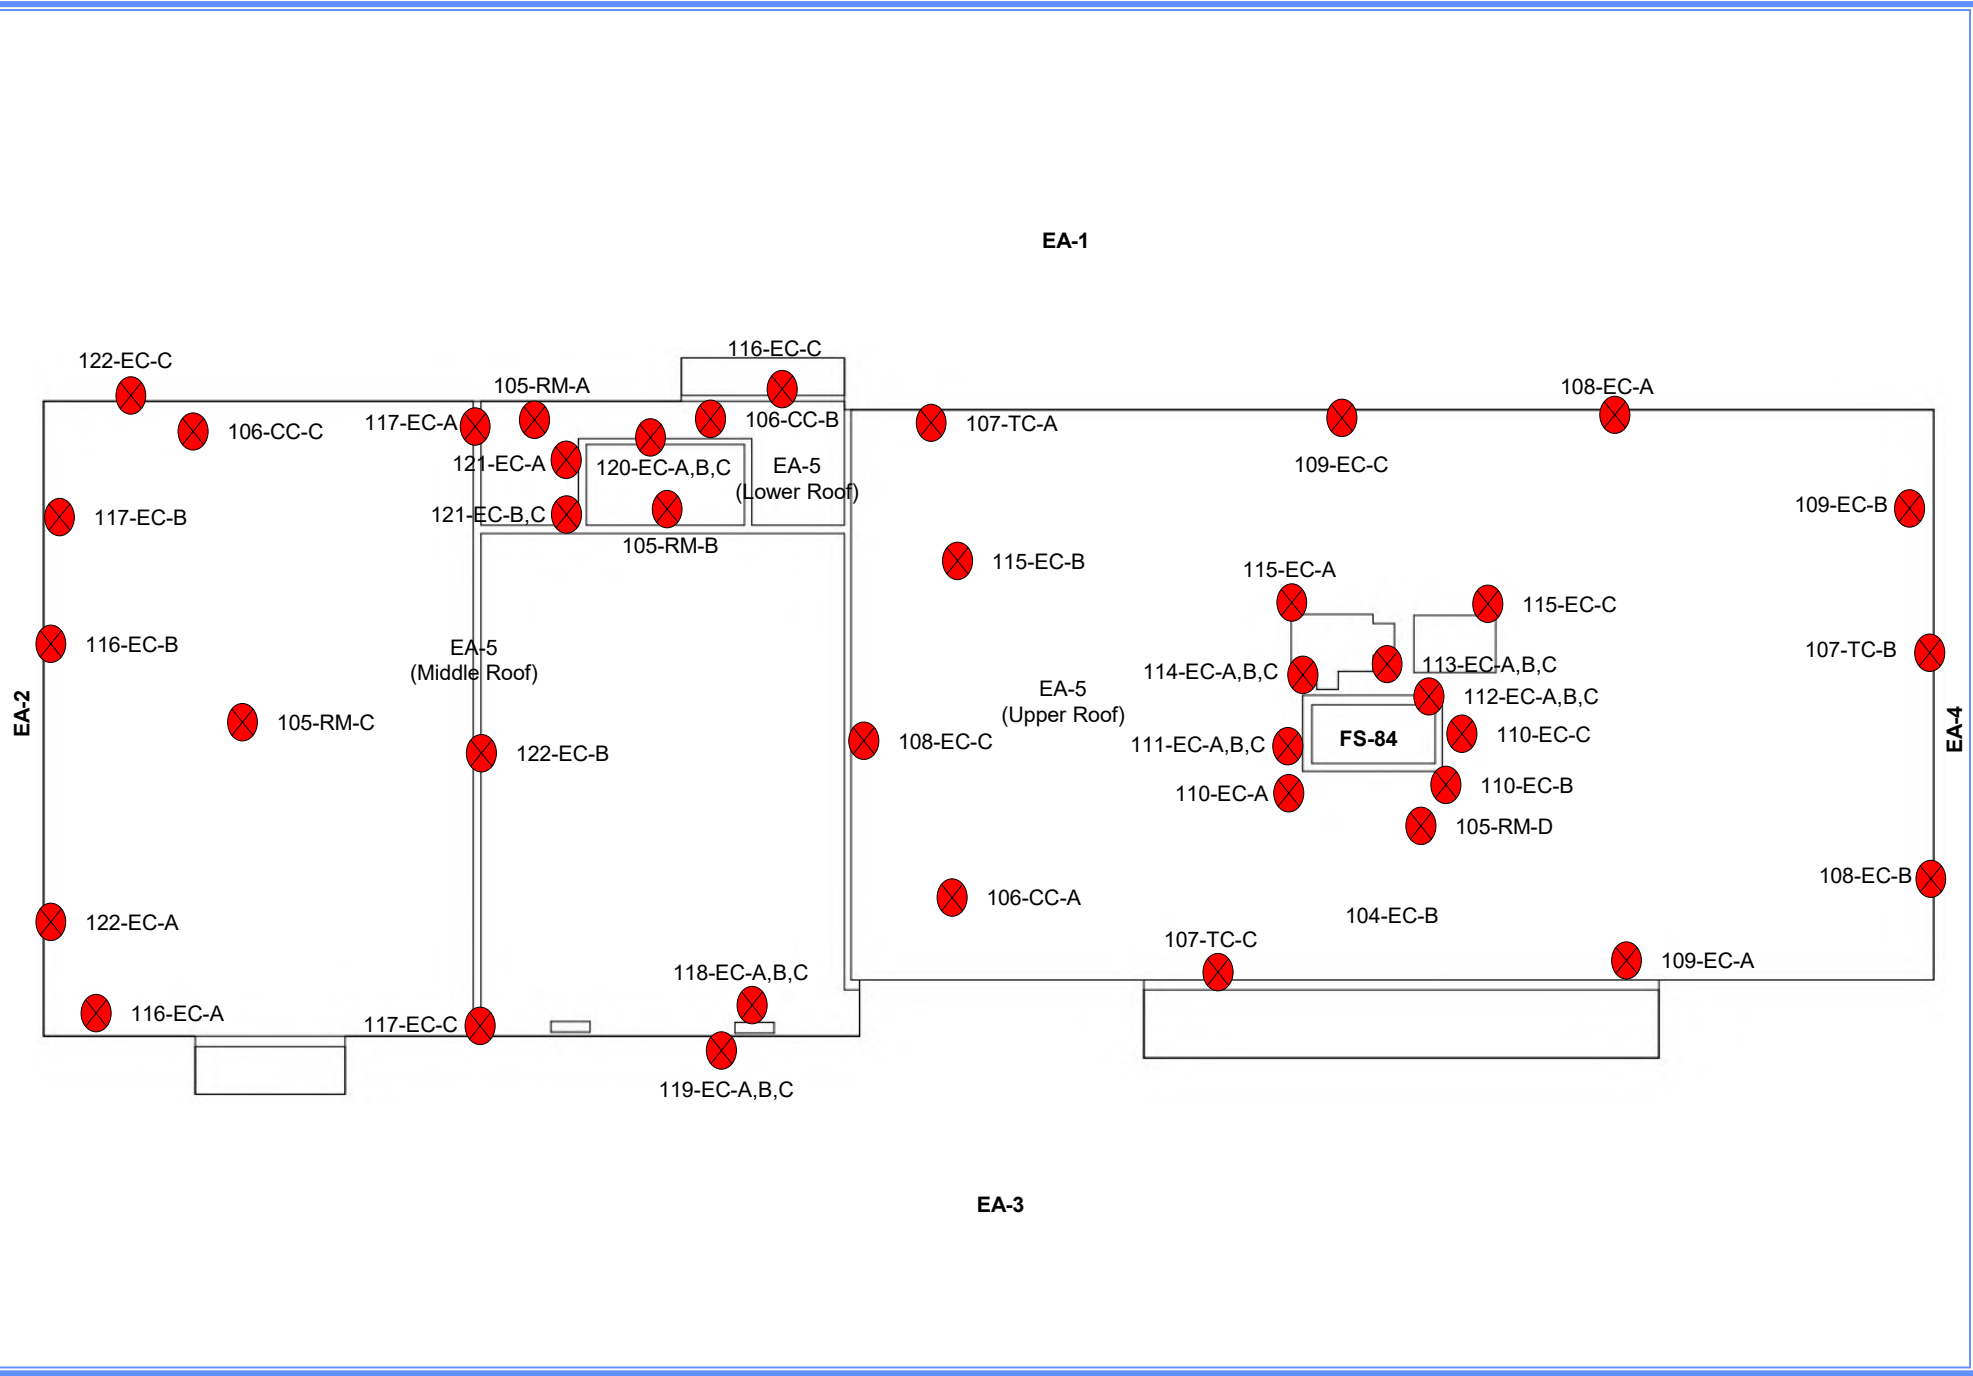 EA-1
116-EC-C
122-EC-C
105-RM-A
108-EC-A
117-EC-A
106-CC-B
107-TC-A
106-CC-C
121-EC-A
120-EC-A,B,C
EA-5
(Lower Roof)
109-EC-C
109-EC-B
117-EC-B
121-EC-B,C
105-RM-B
115-EC-B
115-EC-A
115-EC-C
116-EC-B
EA-5
(Middle Roof)
107-TC-B
114-EC-A,B,C
113-EC-A,B,C
EA-5
(Upper Roof)
112-EC-A,B,C
EA-2
105-RM-C
122-EC-B
108-EC-C
111-EC-A,B,C
FS-84
110-EC-C
EA-4
110-EC-A
110-EC-B
105-RM-D
108-EC-B
106-CC-A
104-EC-B
122-EC-A
107-TC-C
109-EC-A
118-EC-A,B,C
116-EC-A
117-EC-C
119-EC-A,B,C
EA-3